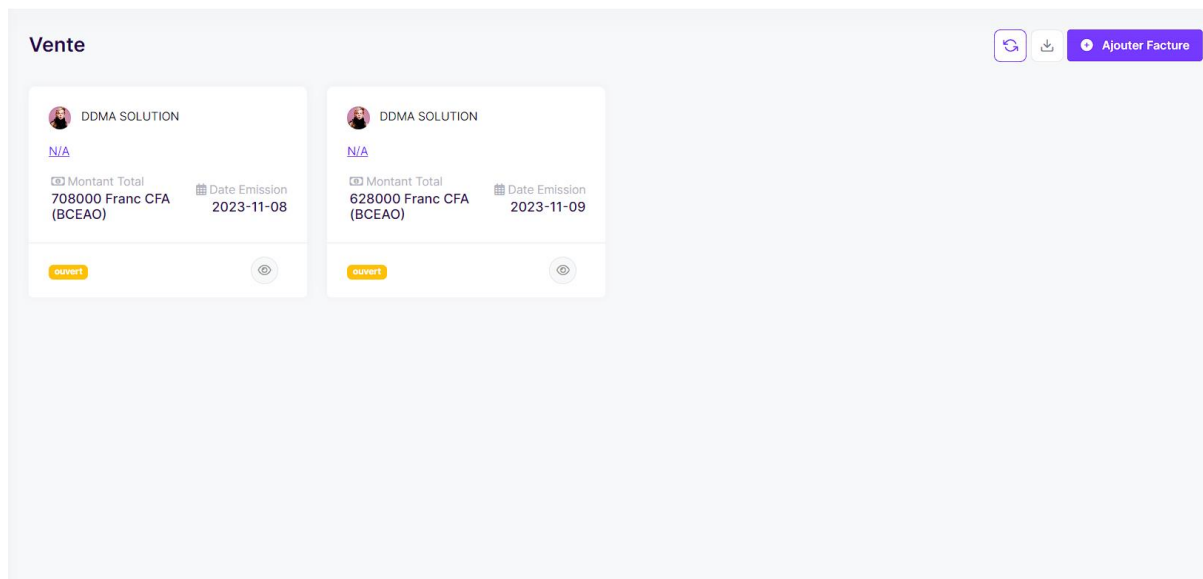 Vente
Ajouter Facture
DDMA SOLUTION
N/A
Montant Total
708000 Franc CFA
(BCEAO)
Date Emission
2023-11-08
ouvert
DDMA SOLUTION
N/A
Montant Total
628000 Franc CFA
(BCEAO)
Date Emission
2023-11-09
ouvert